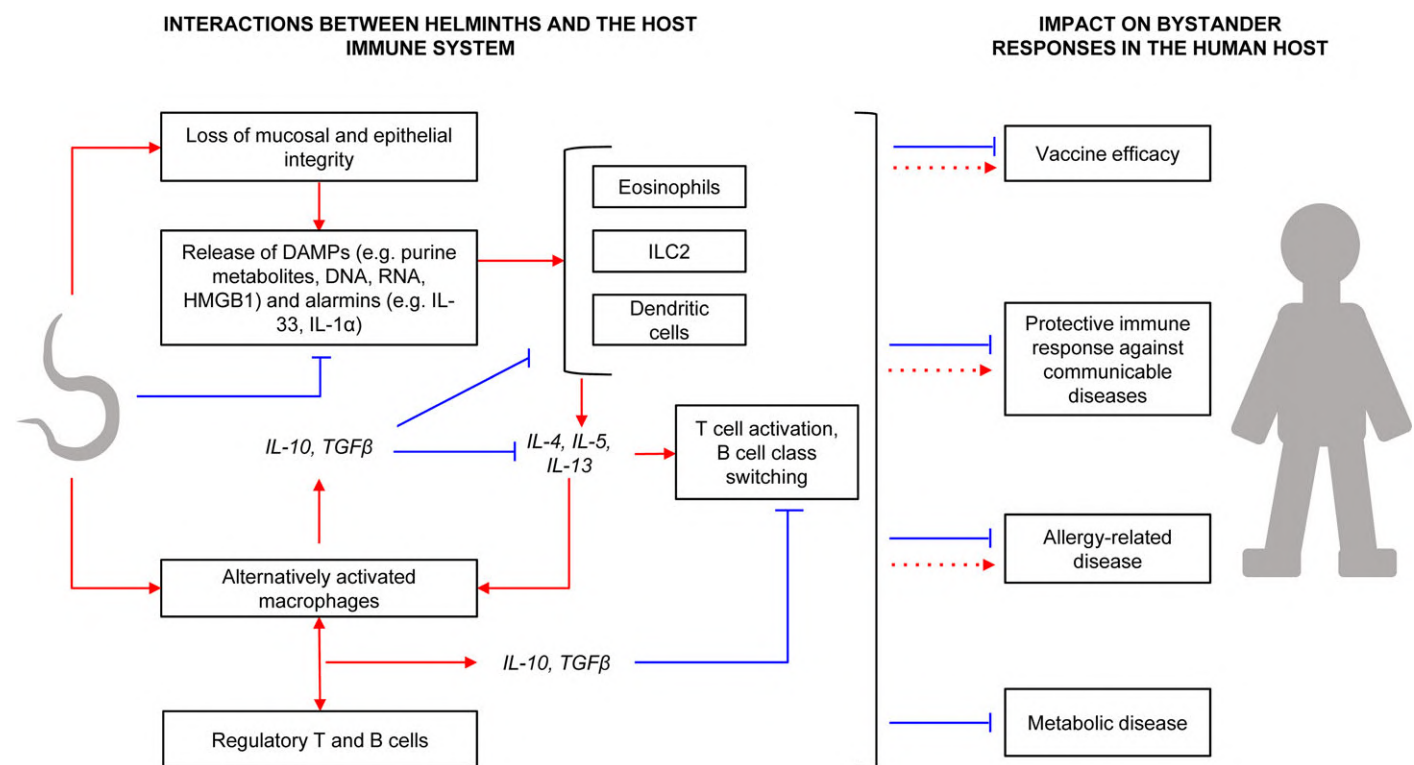 INTERACTIONS BETWEEN HELMINTHS AND THE HOST
IMMUNE SYSTEM
IMPACT ON BYSTANDER
RESPONSES IN THE HUMAN HOST
Loss of mucosal and epithelial
integrity
Release of DAMPs (e.g. purine
metabolites, DNA, RNA,
HMGB1) and alarmins (e.g. IL-
33, IL-1α)
Eosinophils
ILC2
Dendritic
cells
IL-10, TGFβ
IL-4, IL-5,
IL-13
T cell activation,
B cell class
switching
Alternatively activated
macrophages
IL-10, TGFβ
Regulatory T and B cells
Vaccine efficacy
Protective immune
response against
communicable
diseases
Allergy-related
disease
Metabolic disease